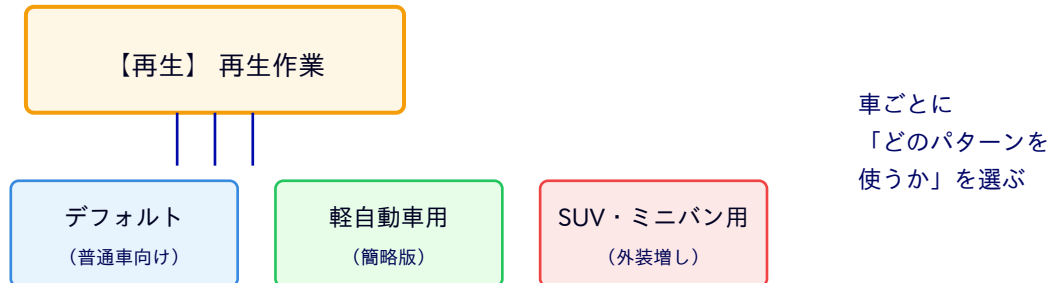 【再生】 再生作業
車ごとに
「どのパターンを
使うか」を選ぶ
デフォルト
（普通車向け）
軽自動車用
（簡略版）
SUV・ミニバン用
（外装増し）